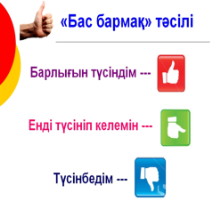 «Бас бармақ» тәсілі
Барлығын түсіндім ---
Енді түсініп келемін ---
Түсінбедім ---